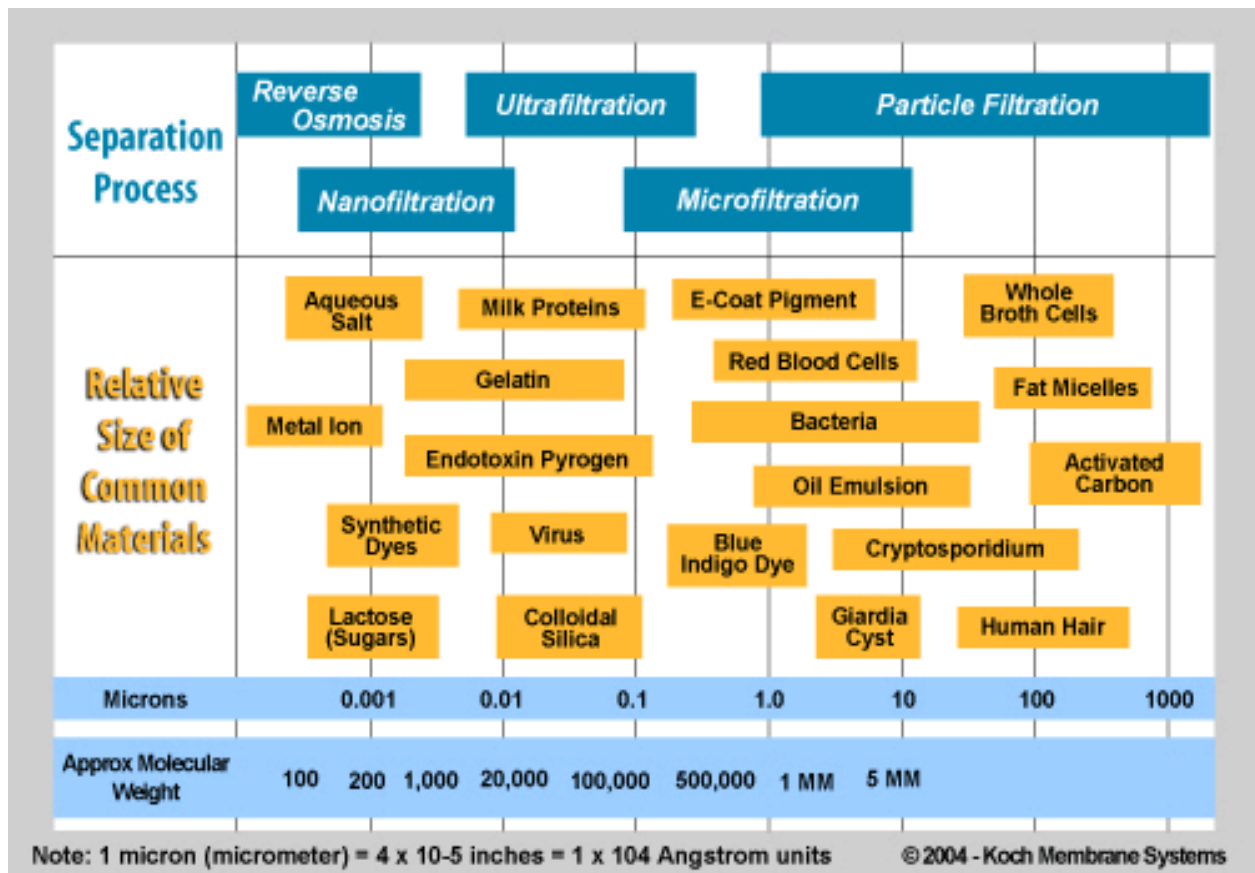 Reverse
Osmosis
Ultrafiltration
Particle Filtration
Separation
Process
Nanofiltration
Microfiltration
Aqueous
Salt
Milk Proteins
E-Coat Pigment
Whole
Broth Cells
Red Blood Cells
Gelatin
Fat Micelles
Relative
Size of
Common
Materials
Metal Ion
Bacteria
Endotoxin Pyrogen
Activated
Carbon
Oil Emulsion
Synthetic
Dyes
Virus
Blue
Indigo Dye
Cryptosporidium
Lactose
(Sugars)
Colloidal
Silica
Giardia
Cyst
Human Hair
Microns 0.001 0.01 0.1 1.0 10 100 1000
Approx Molecular
Weight
100 200 1,000 20,000 100,000 500,000 1 MM 5 MM
Note: 1 micron (micrometer) = 4 x 10-5 inches = 1 x 104 Angstrom units © 2004 - Koch Membrane Systems